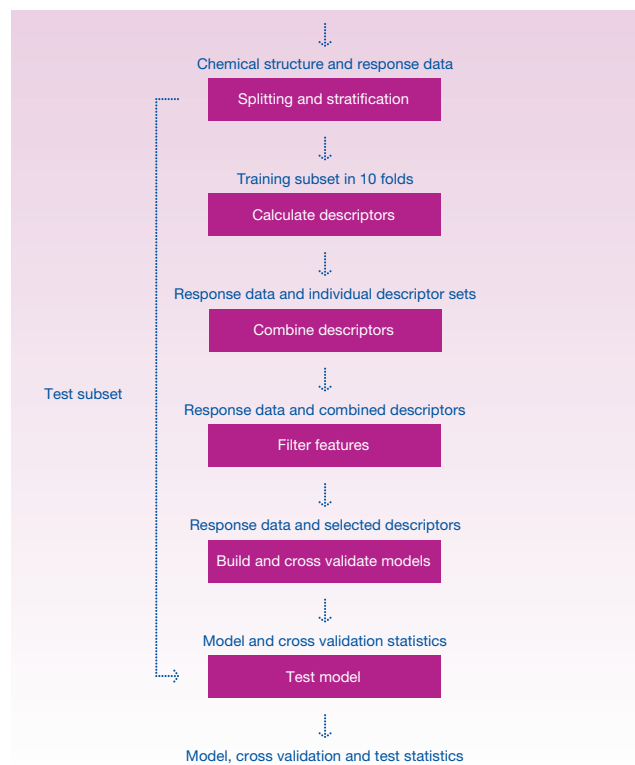 Chemical structure and response data
Splitting and stratification
Training subset in 10 folds
Calculate descriptors
Response data and individual descriptor sets
Combine descriptors
Test subset
Response data and combined descriptors
Filter features
Response data and selected descriptors
Build and cross validate models
Model and cross validation statistics
Test model
Model, cross validation and test statistics